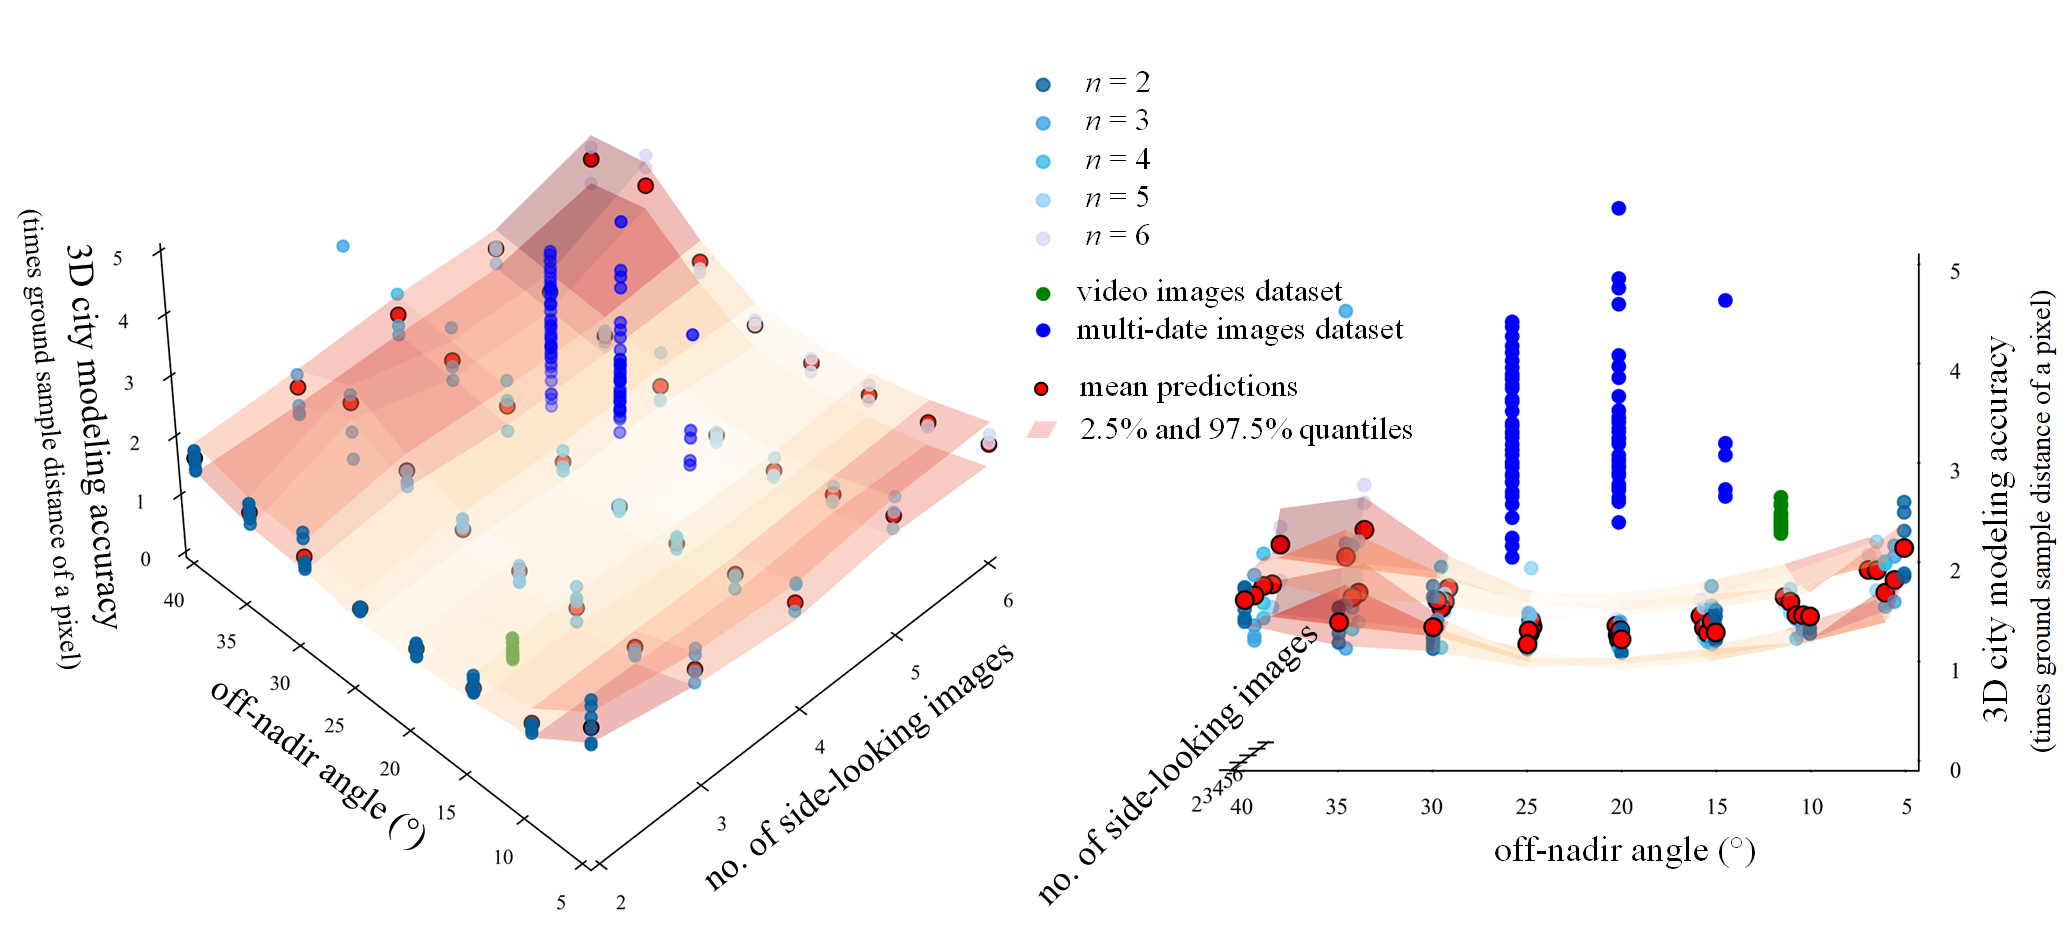 5
4
3
2
1
0
3D city modeling accuracy
(times ground sample distance of a pixel)
40
35
30
25
20
15
10
5
off-nadir angle (°)
2
3
4
5
6
no. of side-looking images
n = 2
n = 3
n = 4
n = 5
n = 6
video images dataset
multi-date images dataset
mean predictions
2.5% and 97.5% quantiles
5
4
3
2
1
0
3D city modeling accuracy
(times ground sample distance of a pixel)
23456
no. of side-looking images
40
35
30
25
20
15
10
5
off-nadir angle (°)